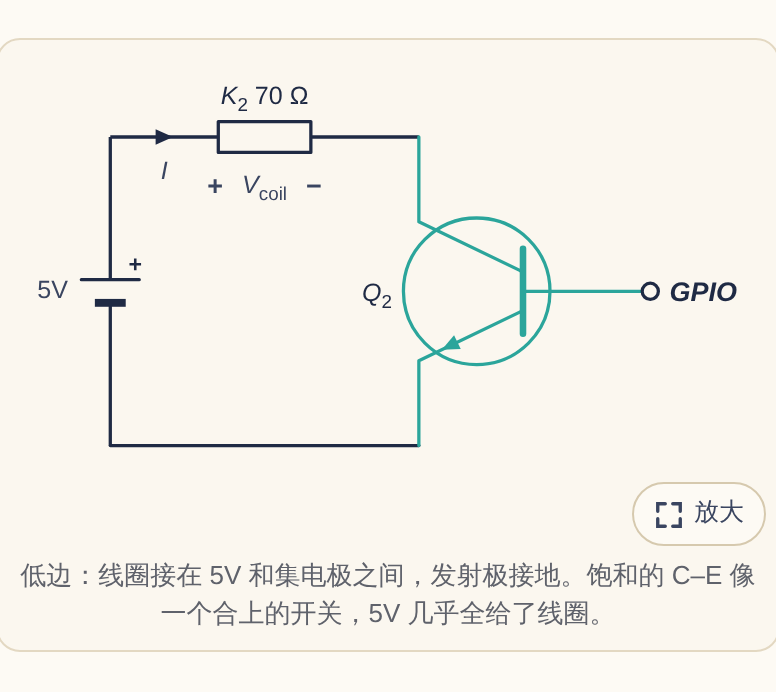 K2 70 Ω
I
+ Vcoil −
+
5V
Q2
GPIO
放大
低边：线圈接在 5V 和集电极之间，发射极接地。饱和的 C–E 像
一个合上的开关，5V 几乎全给了线圈。